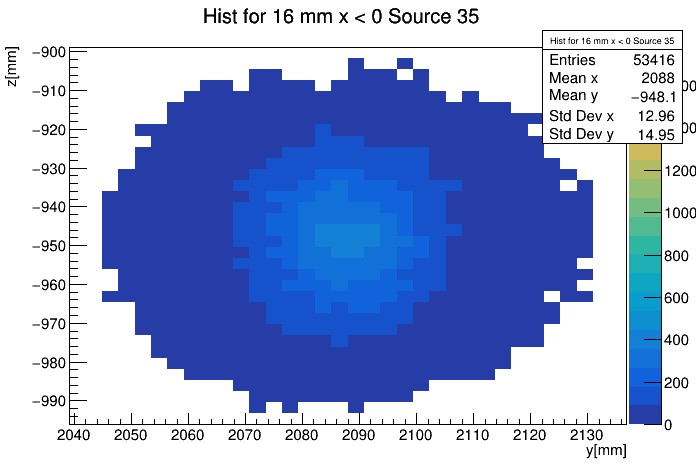 Hist for 16 mm x < 0 Source 35
Hist for 16 mm x < 0 Source 35
Entries 53416
Mean x 2088
Mean y −948.1
Std Dev x 12.96
Std Dev y 14.95
z[mm]
−900
−910
−920
−930
−940
−950
−960
−970
−980
−990
2040 2050 2060 2070 2080 2090 2100 2110 2120 2130
y[mm]
1200
1000
800
600
400
200
0